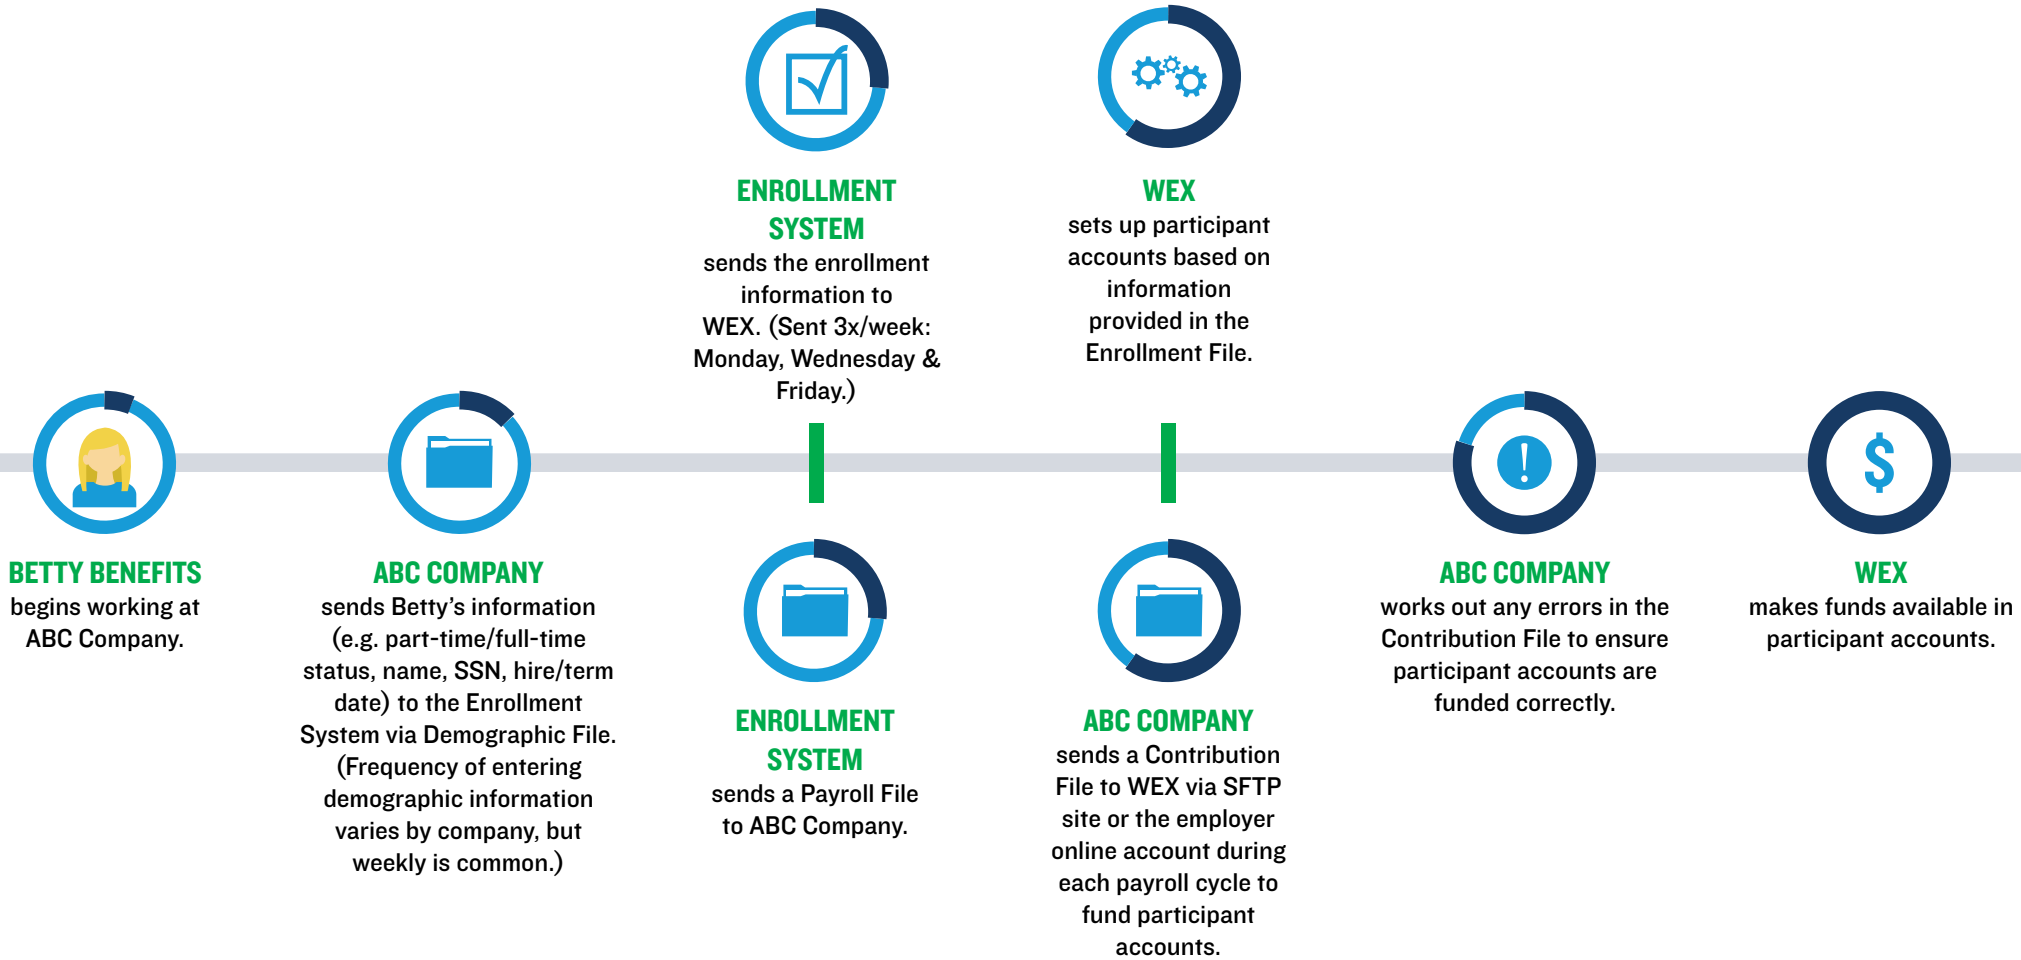 BETTY BENEFITS
begins working at
ABC Company.
ABC COMPANY
sends Betty’s information
(e.g. part-time/full-time
status, name, SSN, hire/term
date) to the Enrollment
System via Demographic File.
(Frequency of entering
demographic information
varies by company, but
weekly is common.)
ENROLLMENT
SYSTEM
sends the enrollment
information to
WEX. (Sent 3x/week:
Monday, Wednesday &
Friday.)
ENROLLMENT
SYSTEM
sends a Payroll File
to ABC Company.
WEX
sets up participant
accounts based on
information
provided in the
Enrollment File.
ABC COMPANY
sends a Contribution
File to WEX via SFTP
site or the employer
online account during
each payroll cycle to
fund participant
accounts.
ABC COMPANY
works out any errors in the
Contribution File to ensure
participant accounts are
funded correctly.
$
WEX
makes funds available in
participant accounts.